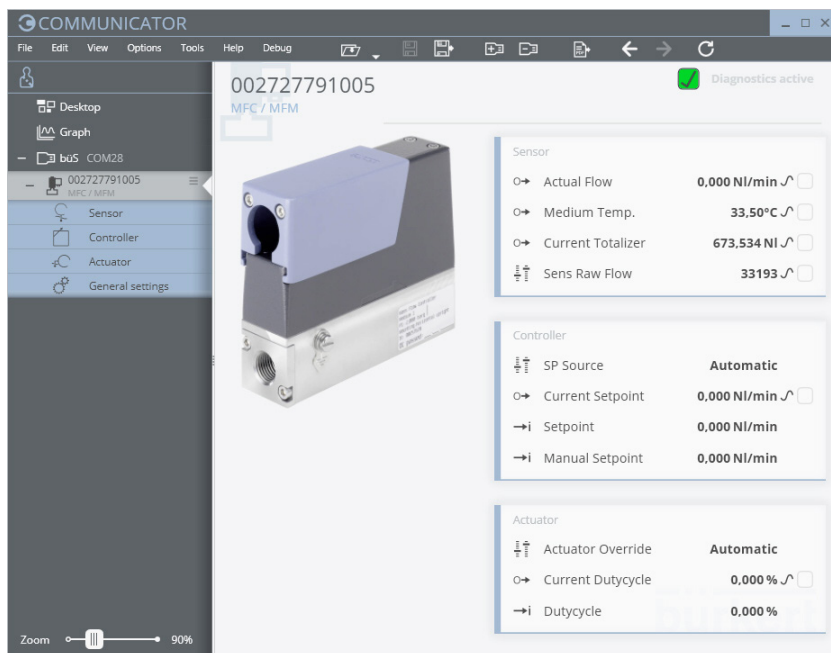 COMMUNICATOR
File Edit View Options Tools Help Debug
002727791005
MFC / MFM
Diagnostics active
Desktop
Graph
büS COM28
002727791005
MFC / MFM
Sensor
Controller
Actuator
General settings
Sensor
Actual Flow 0,000 Nl/min
Medium Temp. 33,50°C
Current Totalizer 673,534 Nl
Sens Raw Flow 33193
Controller
SP Source Automatic
Current Setpoint 0,000 Nl/min
Setpoint 0,000 Nl/min
Manual Setpoint 0,000 Nl/min
Actuator
Actuator Override Automatic
Current Dutycycle 0,000 %
Dutycycle 0,000 %
burkert
Zoom 90%